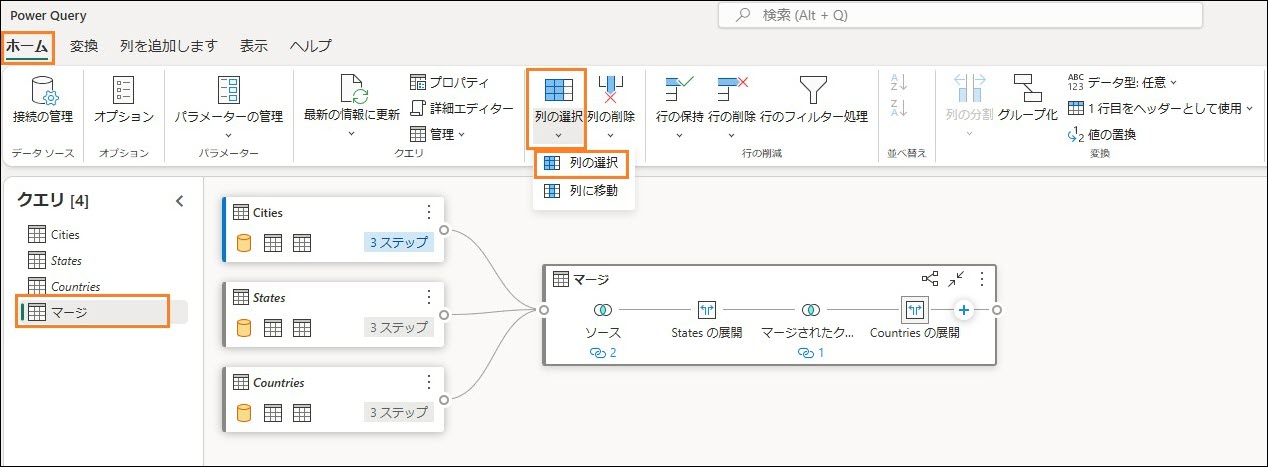 Power Query
検索 (Alt + Q)
ホーム 変換 列を追加します 表示 ヘルプ
接続の管理
データ ソース
オプション
オプション
パラメーターの管理
パラメーター
最新の情報に更新
プロパティ
詳細エディター
管理
クエリ
列の選択
列の削除
列の選択
列に移動
行の保持
行の削除
行のフィルター処理
行の削減
A
Z
Z
A
並べ替え
列の分割
グループ化
ABC
123
データ型: 任意
1 行目をヘッダーとして使用
1
2
値の置換
変換
クエリ [4]
Cities
States
Countries
マージ
Cities
3 ステップ
States
3 ステップ
Countries
3 ステップ
マージ
ソース
2
States の展開
マージされたク...
1
Countries の展開